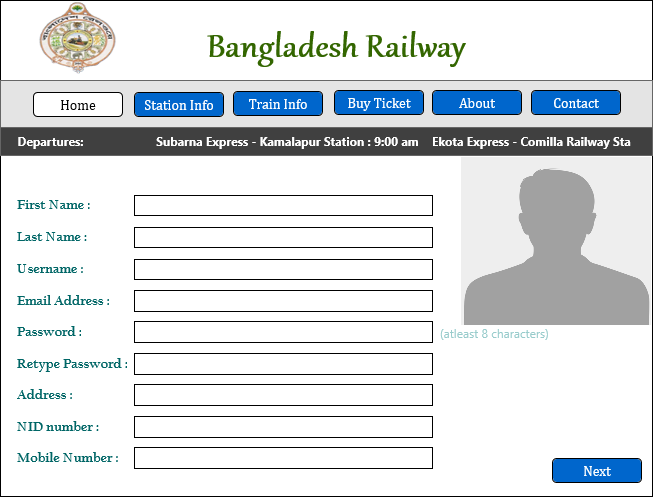 Bangladesh Railway
Home Station Info Train Info Buy Ticket About Contact
Departures: Subarna Express - Kamalapur Station : 9:00 am Ekota Express - Comilla Railway Sta
First Name :
Last Name :
Username :
Email Address :
Password : (atleast 8 characters)
Retype Password :
Address :
NID number :
Mobile Number :
Next